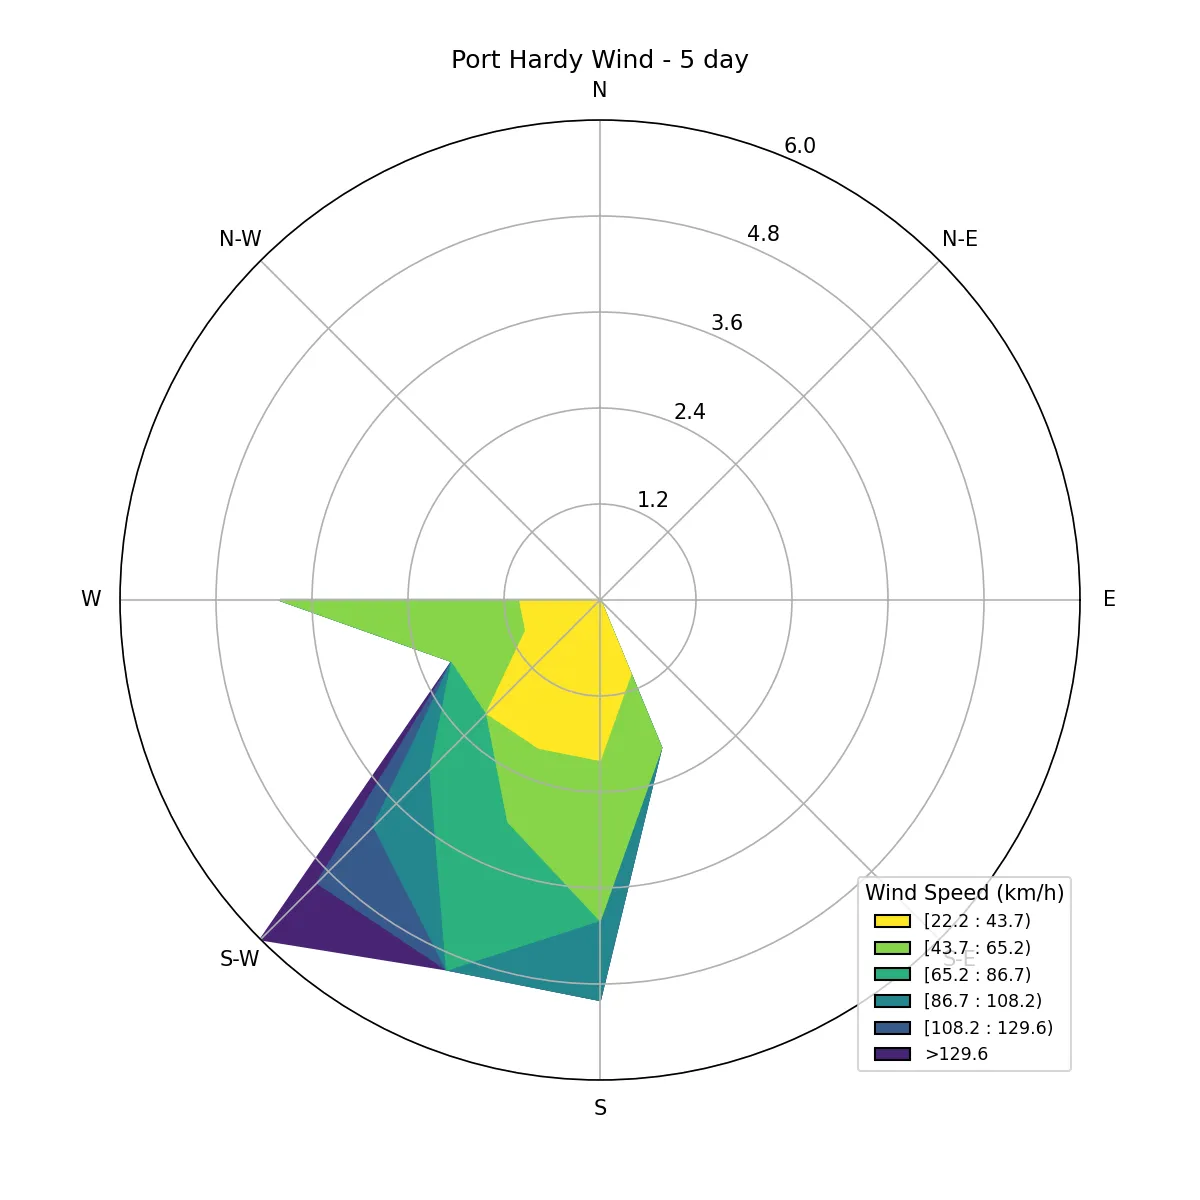 Port Hardy Wind - 5 day
N
6.0
N-W
N-E
4.8
3.6
2.4
1.2
W
E
Wind Speed (km/h)
[22.2 : 43.7)
[43.7 : 65.2)
S-W
S-E
[65.2 : 86.7)
[86.7 : 108.2)
[108.2 : 129.6)
>129.6
S